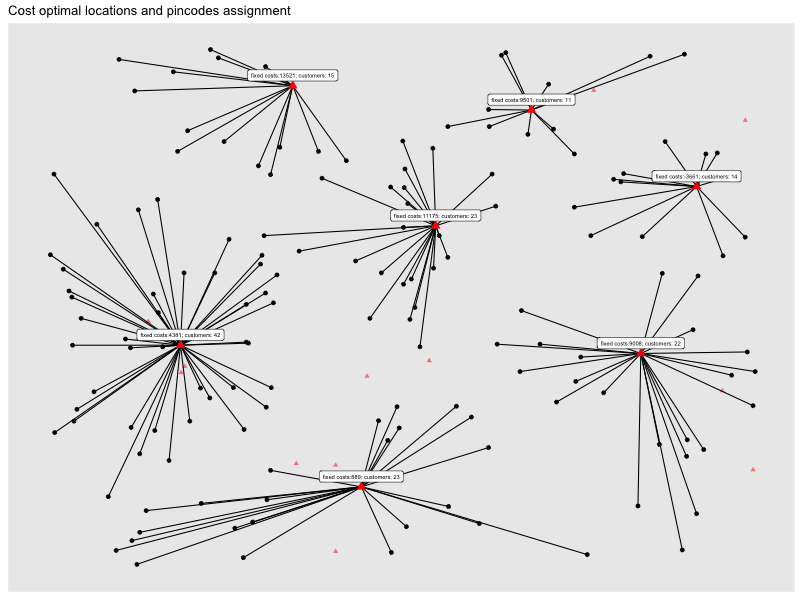 Cost optimal locations and pincodes assignment
fixed costs:13521; customers: 15
fixed costs:9501; customers: 11
fixed costs:-3661; customers: 14
fixed costs:11175; customers: 23
fixed costs:4381; customers: 42
fixed costs:9008; customers: 22
fixed costs:889; customers: 23